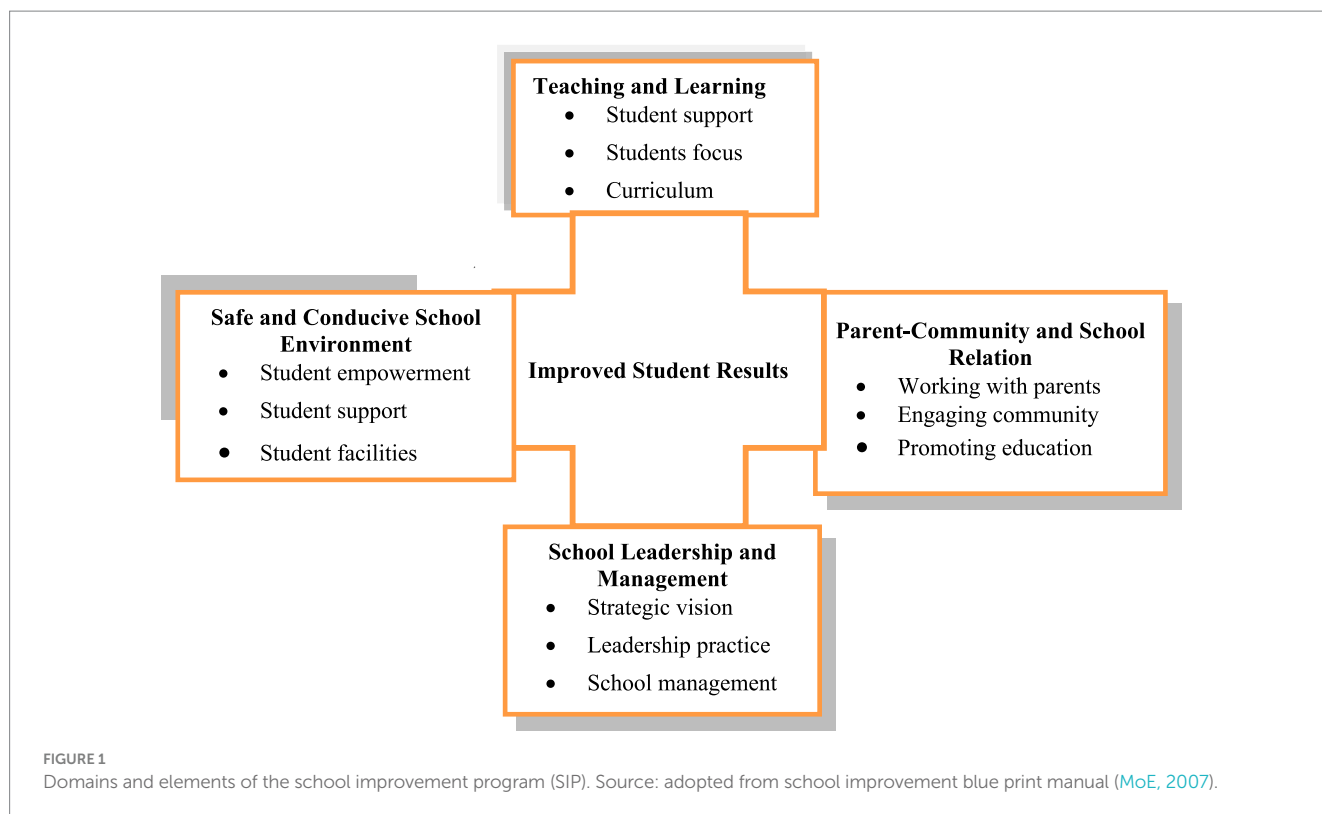 Teaching and Learning
• Student support
• Students focus
• Curriculum
Safe and Conducive School
Environment
• Student empowerment
• Student support
• Student facilities
Improved Student Results
Parent-Community and School
Relation
• Working with parents
• Engaging community
• Promoting education
School Leadership and
Management
• Strategic vision
• Leadership practice
• School management
FIGURE 1
Domains and elements of the school improvement program (SIP). Source: adopted from school improvement blue print manual (MoE, 2007).